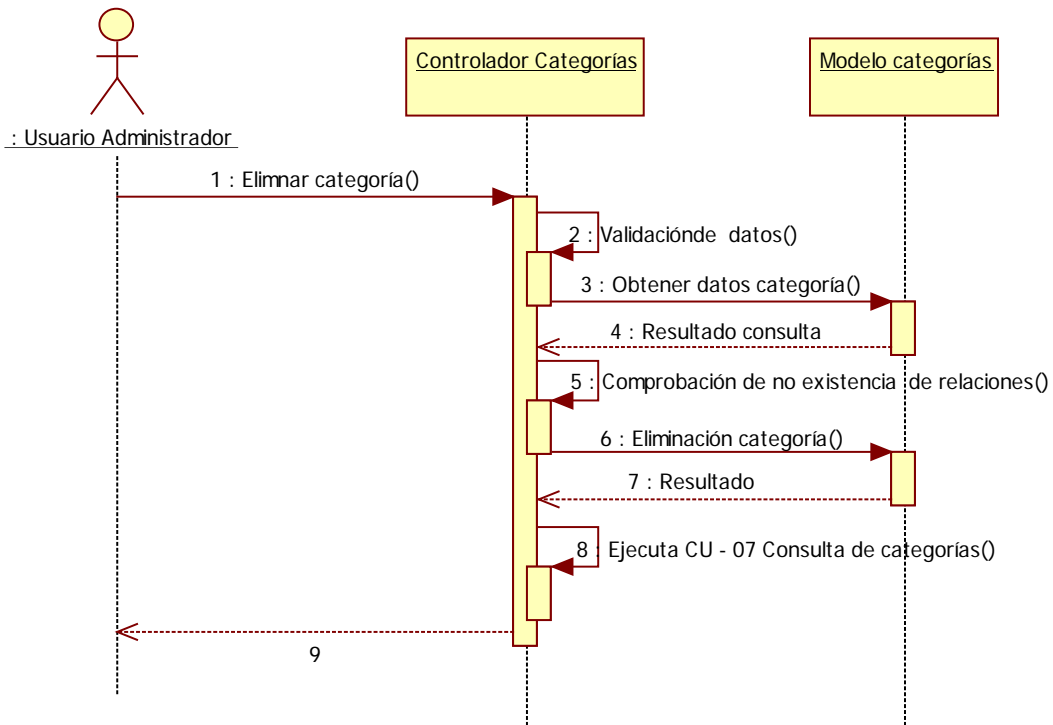 Controlador Categorías
Modelo categorías
: Usuario Administrador
1 : Elimnar categoría()
2 : Validaciónde datos()
3 : Obtener datos categoría()
4 : Resultado consulta
5 : Comprobación de no existencia de relaciones()
6 : Eliminación categoría()
7 : Resultado
8 : Ejecuta CU - 07 Consulta de categorías()
9